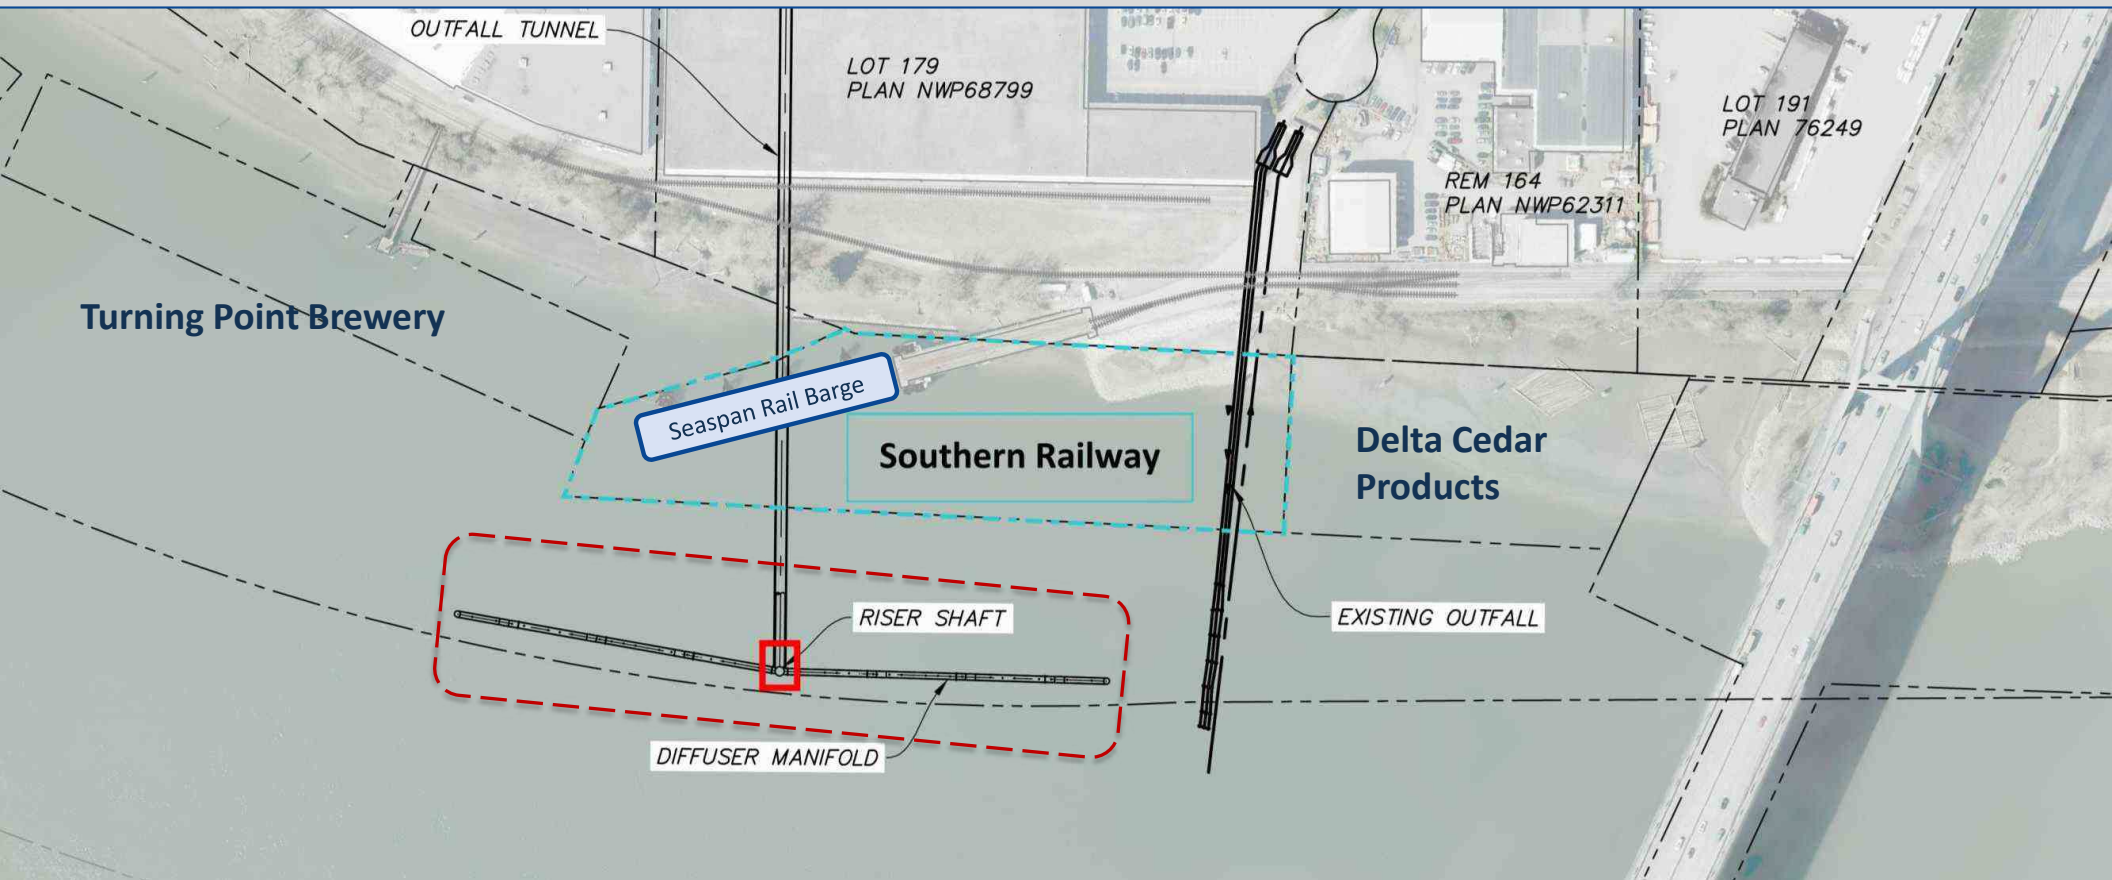 OUTFALL TUNNEL
LOT 179
PLAN NWP68799
LOT 191
PLAN 76249
REM 164
PLAN NWP62311
Turning Point Brewery
Seaspan Rail Barge
Southern Railway
Delta Cedar
Products
RISER SHAFT
EXISTING OUTFALL
DIFFUSER MANIFOLD